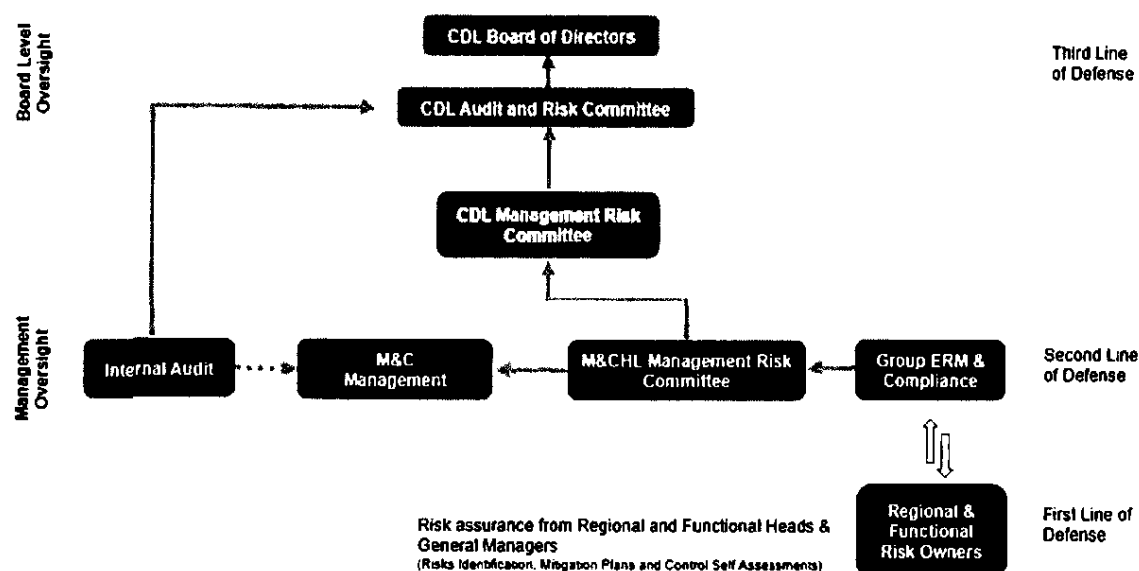 Board Level
Oversight
CDL Board of Directors
Third Line
of Defense
CDL Audit and Risk Committee
CDL Management Risk
Committee
Management
Oversight
Internal Audit
M&C
Management
M&CHL Management Risk
Committee
Group ERM &
Compliance
Second Line
of Defense
Risk assurance from Regional and Functional Heads &
General Managers
(Risks Identification, Mitigation Plans and Control Self Assessments)
Regional &
Functional
Risk Owners
First Line of
Defense